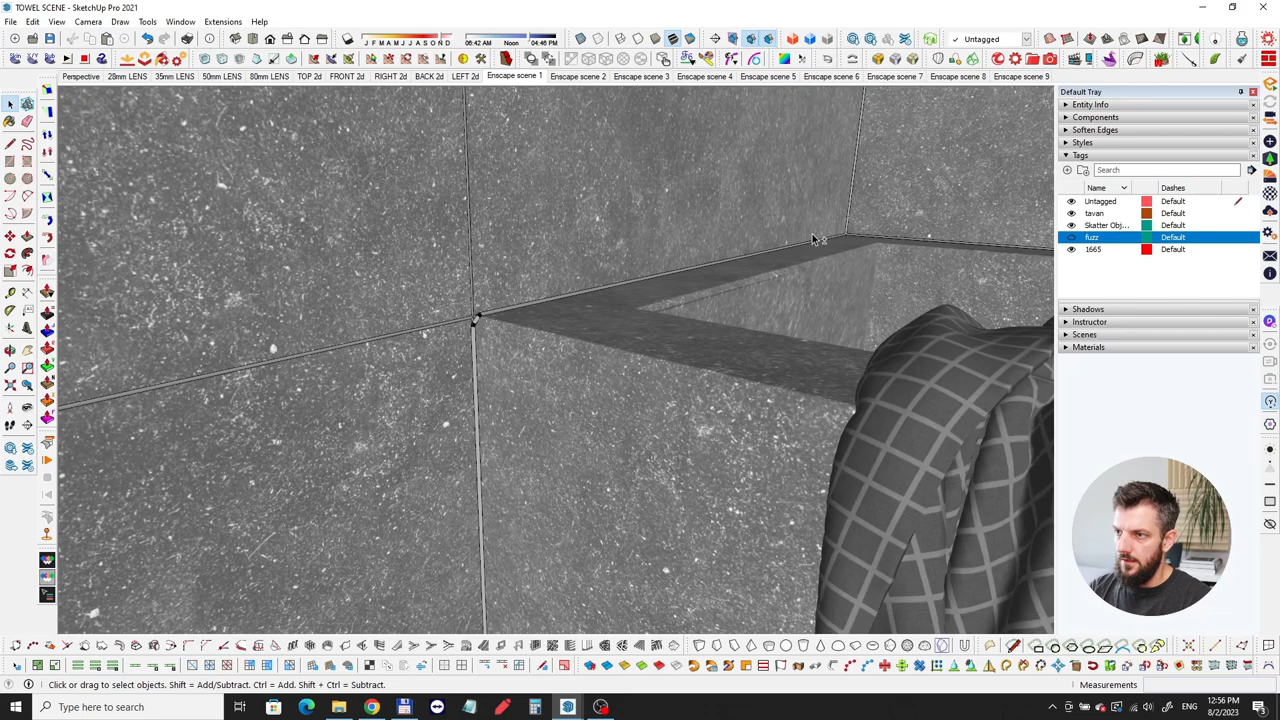 TOWEL SCENE - SketchUp Pro 2021
File Edit View Camera Draw Tools Window Extensions Help
J F M A M J J A S O N D 06:42 AM Noon 04:46 PM Untagged
Perspective 28mm LENS 35mm LENS 50mm LENS 80mm LENS TOP 2d FRONT 2D RIGHT 2D BACK 2D LEFT 2D Enscape scene 1 Enscape scene 2 Enscape scene 3 Enscape scene 4 Enscape scene 5 Enscape scene 6 Enscape scene 7 Enscape scene 8 Enscape scene 9
Default Tray
Entity Info
Components
Soften Edges
Styles
Tags
Search
Name Dashes
Untagged Default
tavan Default
Skatter Obj... Default
fuzz Default
1665 Default
Shadows
Instructor
Scenes
Materials
Click or drag to select objects. Shift = Add/Subtract. Ctrl = Add. Shift + Ctrl = Subtract. Measurements
Type here to search
12:56 PM
8/2/2023